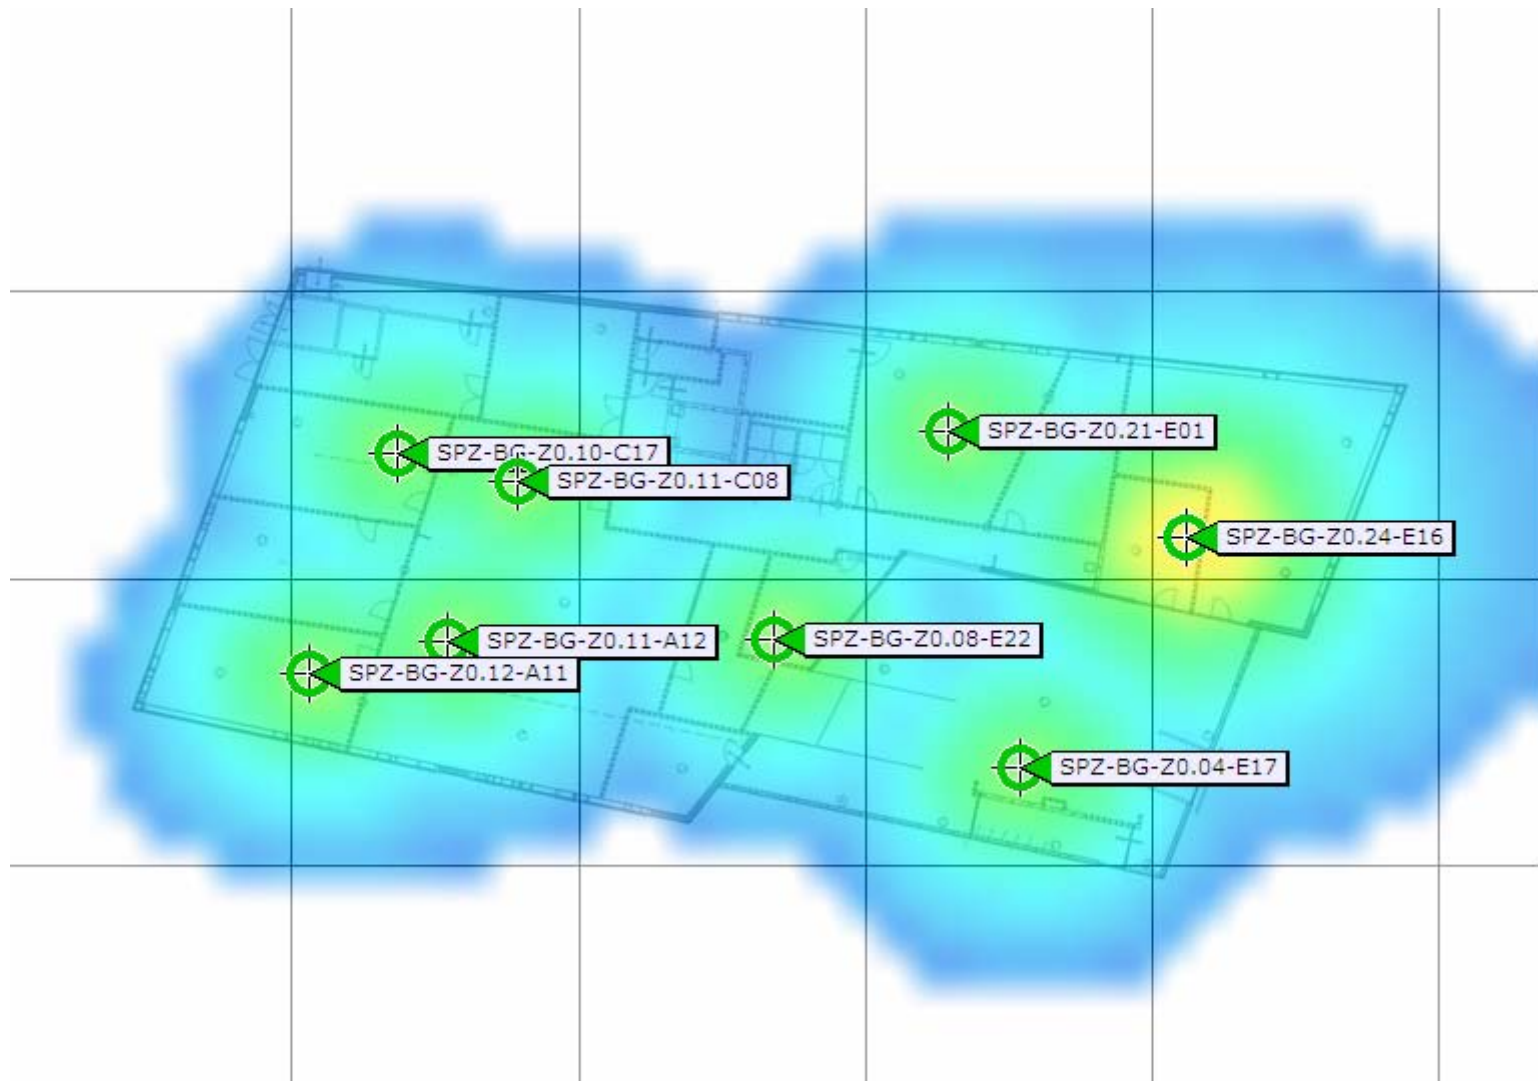 SPZ-BG-Z0.21-E01
SPZ-BG-Z0.10-C17
SPZ-BG-Z0.11-C08
SPZ-BG-Z0.24-E16
SPZ-BG-Z0.11-A12
SPZ-BG-Z0.08-E22
SPZ-BG-Z0.12-A11
SPZ-BG-Z0.04-E17